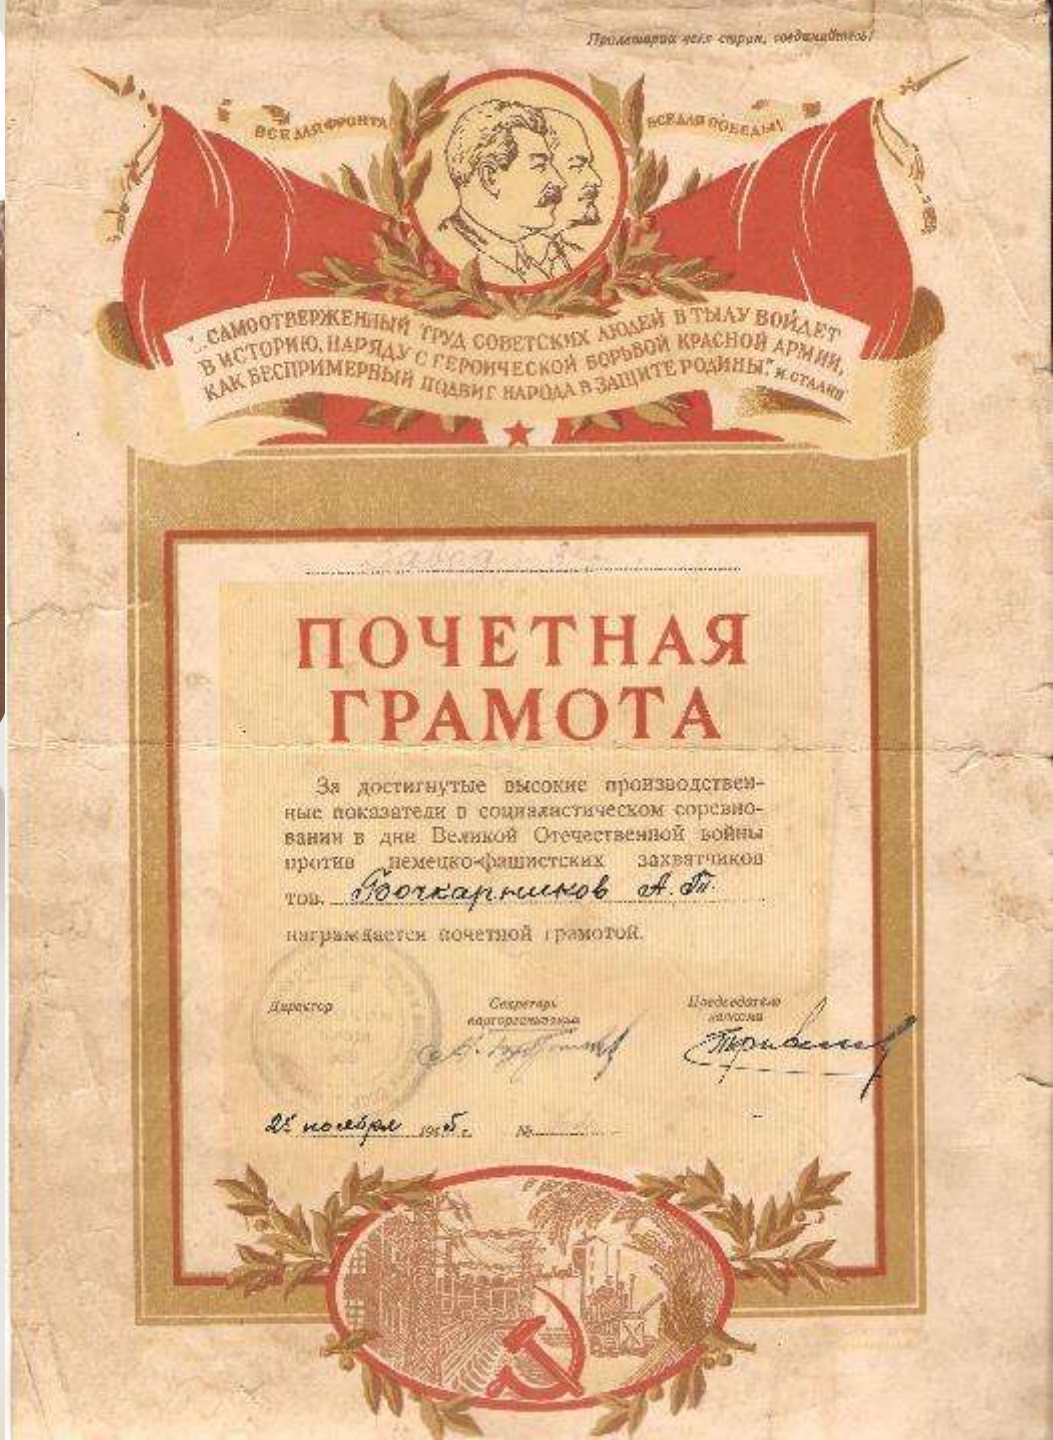 Пролетарии всех стран, соединяйтесь!
ВСЕ ДЛЯ ФРОНТА
ВСЕ ДЛЯ ПОБЕДЫ!
"...САМООТВЕРЖЕННЫЙ ТРУД СОВЕТСКИХ ЛЮДЕЙ В ТЫЛУ ВОЙДЕТ
В ИСТОРИЮ, НАРЯДУ С ГЕРОИЧЕСКОЙ БОРЬБОЙ КРАСНОЙ АРМИИ,
КАК БЕСПРИМЕРНЫЙ ПОДВИГ НАРОДА В ЗАЩИТЕ РОДИНЫ". И. СТАЛИН
ПОЧЕТНАЯ
ГРАМОТА
За достигнутые высокие производствен-
ные показатели в социалистическом соревно-
вании в дни Великой Отечественной войны
против немецко-фашистских захватчиков
тов. Бочкарников А. П.
награждается почетной грамотой.
Директор
Секретарь
парторганизации
Председатель
завкома
ноября 1945 г. №